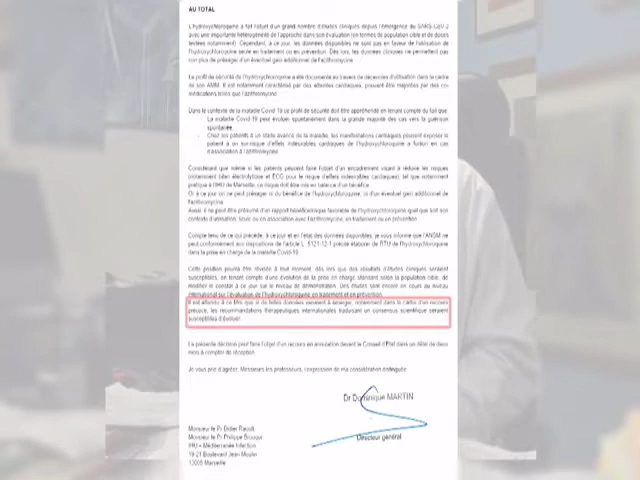 AU TOTAL
L'hydroxychloroquine a fait l'objet d'un grand nombre d'études cliniques depuis l'émergence du SARS-CoV-2
avec une importante hétérogénéité de l'approche dans son évaluation (en termes de population cible et de doses
testées notamment). Cependant, à ce jour, les données disponibles ne sont pas en faveur de l'utilisation de
l'hydroxychloroquine seule en traitement ou en prévention. Dès lors, les données cliniques ne permettent pas
non plus de présager d'un éventuel gain additionnel de l'azithromycine.
Le profil de sécurité de l'hydroxychloroquine a été documenté au travers de décennies d'utilisation dans le cadre
de son AMM. Il est notamment caractérisé par des atteintes cardiaques, pouvant être majorées par des co-
médications telles que l'azithromycine.
Dans le contexte de la maladie Covid 19 ce profil de sécurité doit être appréhendé en tenant compte du fait que
La maladie Covid 19 peut évoluer spontanément dans la grande majorité des cas vers la guérison
spontanée.
- Chez les patients à un stade avancé de la maladie, les manifestations cardiaques peuvent exposer le
patient à un sur-risque d'effets indésirables cardiaques de l'hydroxychloroquine a fortiori en cas
d'association à l'azithromycine
Considérant que même si les patients peuvent faire l'objet d'un encadrement visant à réduire les risques
(notamment bilan électrolytique et ECG pour le risque d'effets indésirables cardiaques), tel que notamment
pratiqué à l'IHU de Marseille, ce risque doit être mis en balance d'un bénéfice.
Or à ce jour on ne peut présager ni du bénéfice de l'hydroxychloroquine, ni d'un éventuel gain additionnel de
l'azithromycine.
Aussi, il ne peut être présumé d'un rapport bénéfice/risque favorable de l'hydroxychloroquine quel que soit son
contexte d'utilisation, seule ou en association avec l'azithromycine, en traitement ou en prévention.
Compte tenu de ce qui précède, à ce jour et en l'état des données disponibles, je vous informe que l'ANSM ne
peut conformément aux dispositions de l'article L. 5121-12-1 précité élaborer de RTU de l'hydroxychloroquine
dans la prise en charge de la maladie Covid-19.
Cette position pourra être révisée à tout moment, dès lors que des résultats d'études cliniques seraient
susceptibles, en tenant compte d'une évolution de la prise en charge standard selon la population cible, de
modifier le constat à ce jour sur le niveau de démonstration. Des études sont encore en cours au niveau
international sur l'évaluation de l'hydroxychloroquine en traitement et en prévention.
Il est attendu à ce titre que si de telles données venaient à émerger, notamment dans le cadre d'un recours
précoce, les recommandations thérapeutiques internationales traduisant un consensus scientifique seraient
susceptibles d'évoluer.
La présente décision peut faire l'objet d'un recours en annulation devant le Conseil d'Etat dans un délai de deux
mois à compter de réception.
Je vous prie d'agréer, Messieurs les professeurs, l'expression de ma considération distinguée
Dr Dominique MARTIN
Directeur général
Monsieur le Pr Didier Raoult,
Monsieur le Pr Philippe Brouqui
IHU – Méditerranée Infection,
19-21 Boulevard Jean Moulin
13005 Marseille